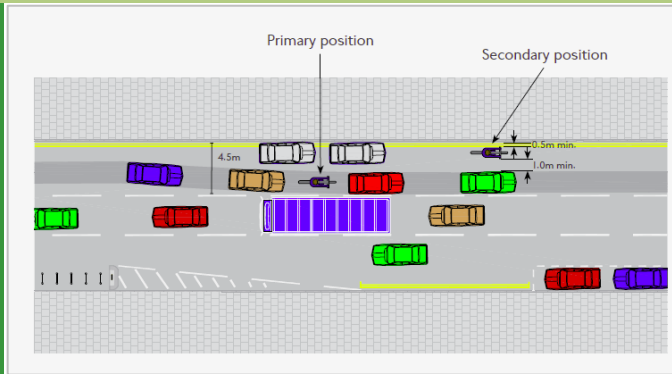 Primary position
Secondary position
4.5m
0.5m min.
1.0m min.